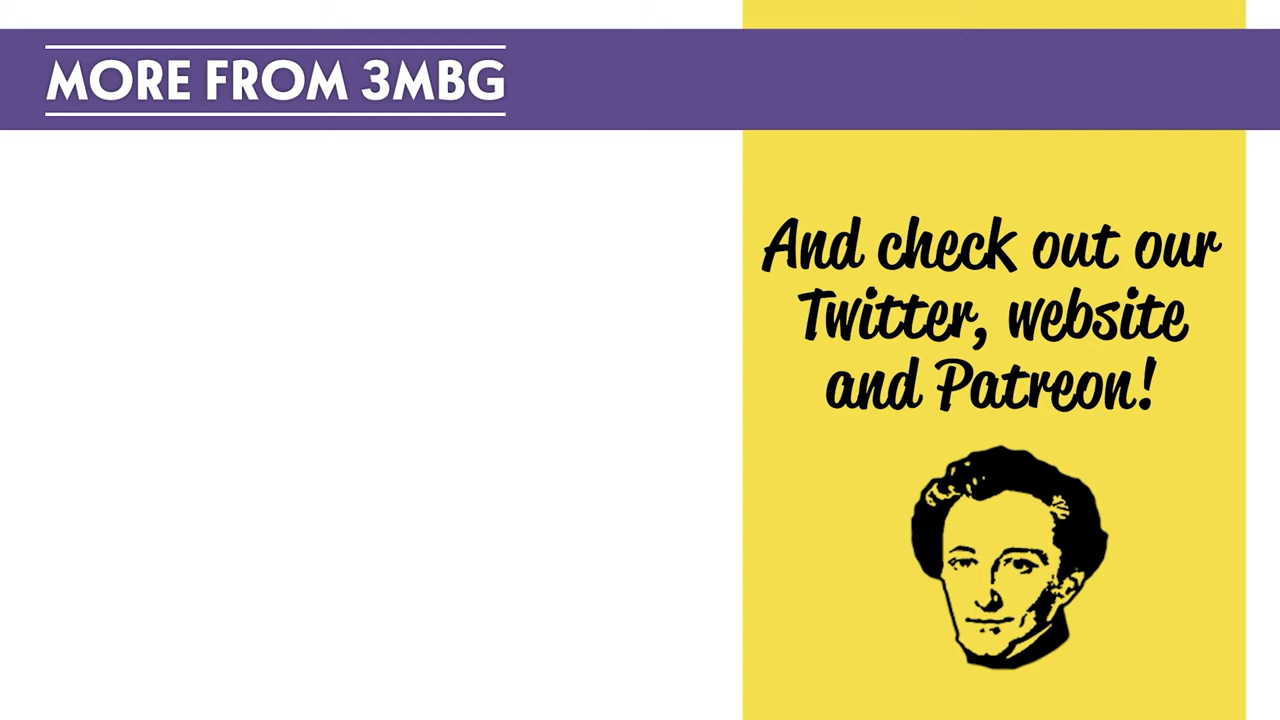 MORE FROM 3MBG
And check out our
Twitter, website
and Patreon!